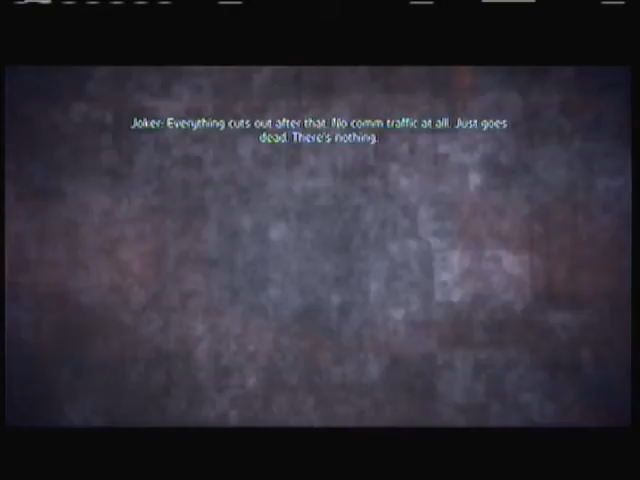 Joker: Everything cuts out after that. No comm traffic at all. Just goes
dead. There's nothing.